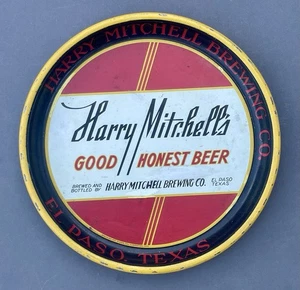 HARRY MITCHELL BREWING CO.
Harry Mitchell's
GOOD HONEST BEER
BREWED AND
BOTTLED BY
HARRY MITCHELL BREWING CO.
EL PASO
TEXAS
EL PASO, TEXAS